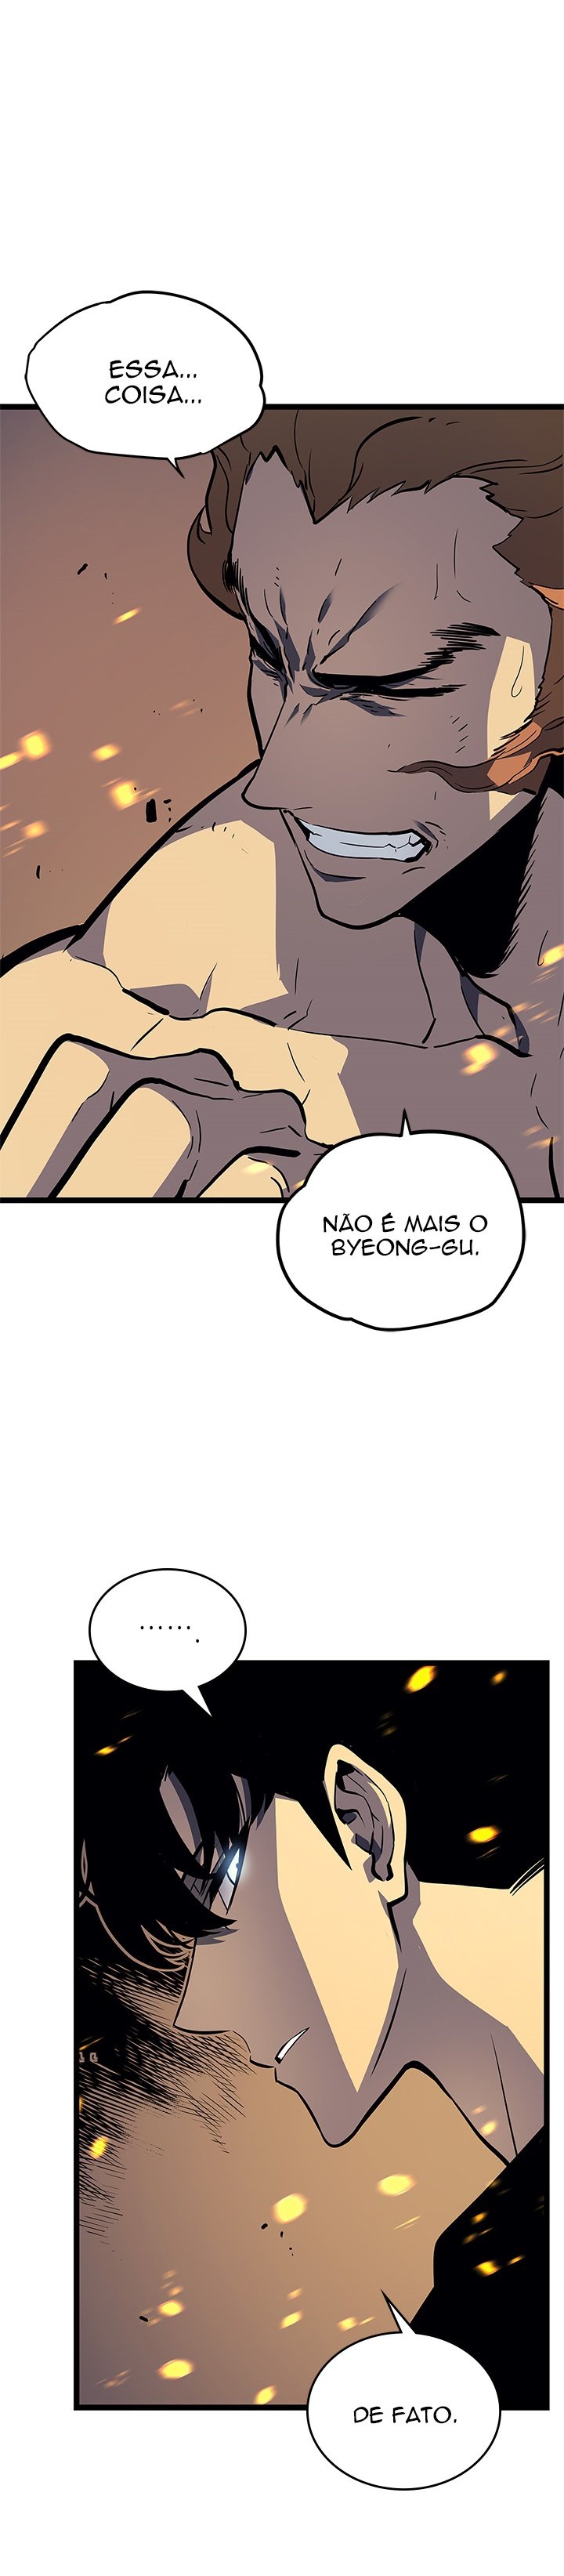 ESSA...
COISA...
NÃO É MAIS O
BYEONG-GU.
.......
DE FATO.